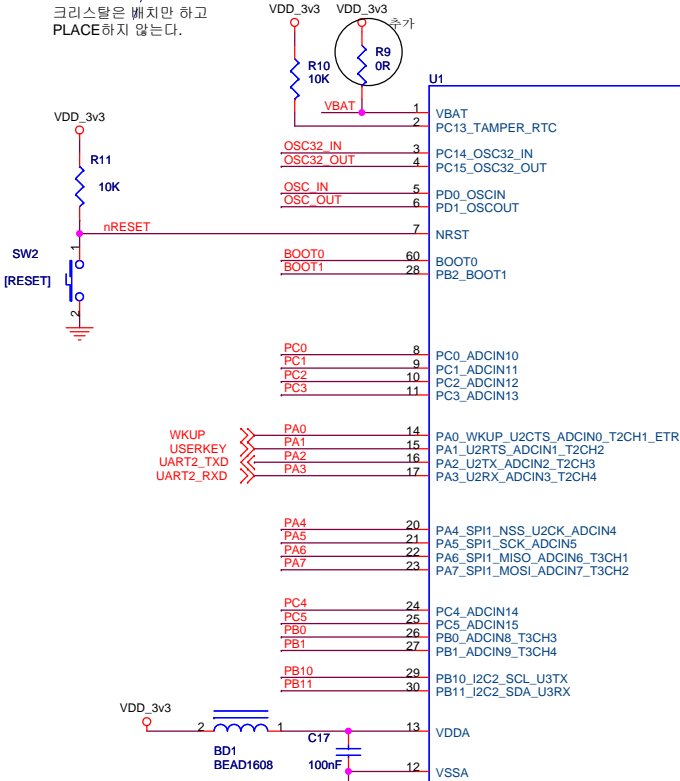 크리스탈은 배치만 하고
PLACE하지 않는다.
VDD_3v3
VDD_3v3
추가
R10
10K
R9
0R
U1
VBAT
1
VBAT
2
PC13_TAMPER_RTC
VDD_3v3
R11
10K
OSC32_IN
3
PC14_OSC32_IN
OSC32_OUT
4
PC15_OSC32_OUT
OSC_IN
5
PD0_OSCIN
OSC_OUT
6
PD1_OSCOUT
nRESET
7
NRST
SW2
[RESET]
1
2
BOOT0
60
BOOT0
BOOT1
28
PB2_BOOT1
PC0
8
PC0_ADCIN10
PC1
9
PC1_ADCIN11
PC2
10
PC2_ADCIN12
PC3
11
PC3_ADCIN13
WKUP
PA0
14
PA0_WKUP_U2CTS_ADCIN0_T2CH1_ETR
USERKEY
PA1
15
PA1_U2RTS_ADCIN1_T2CH2
UART2_TXD
PA2
16
PA2_U2TX_ADCIN2_T2CH3
UART2_RXD
PA3
17
PA3_U2RX_ADCIN3_T2CH4
PA4
20
PA4_SPI1_NSS_U2CK_ADCIN4
PA5
21
PA5_SPI1_SCK_ADCIN5
PA6
22
PA6_SPI1_MISO_ADCIN6_T3CH1
PA7
23
PA7_SPI1_MOSI_ADCIN7_T3CH2
PC4
24
PC4_ADCIN14
PC5
25
PC5_ADCIN15
PB0
26
PB0_ADCIN8_T3CH3
PB1
27
PB1_ADCIN9_T3CH4
PB10
29
PB10_I2C2_SCL_U3TX
PB11
30
PB11_I2C2_SDA_U3RX
VDD_3v3
2
1
BD1
BEAD1608
C17
100nF
13
VDDA
12
VSSA